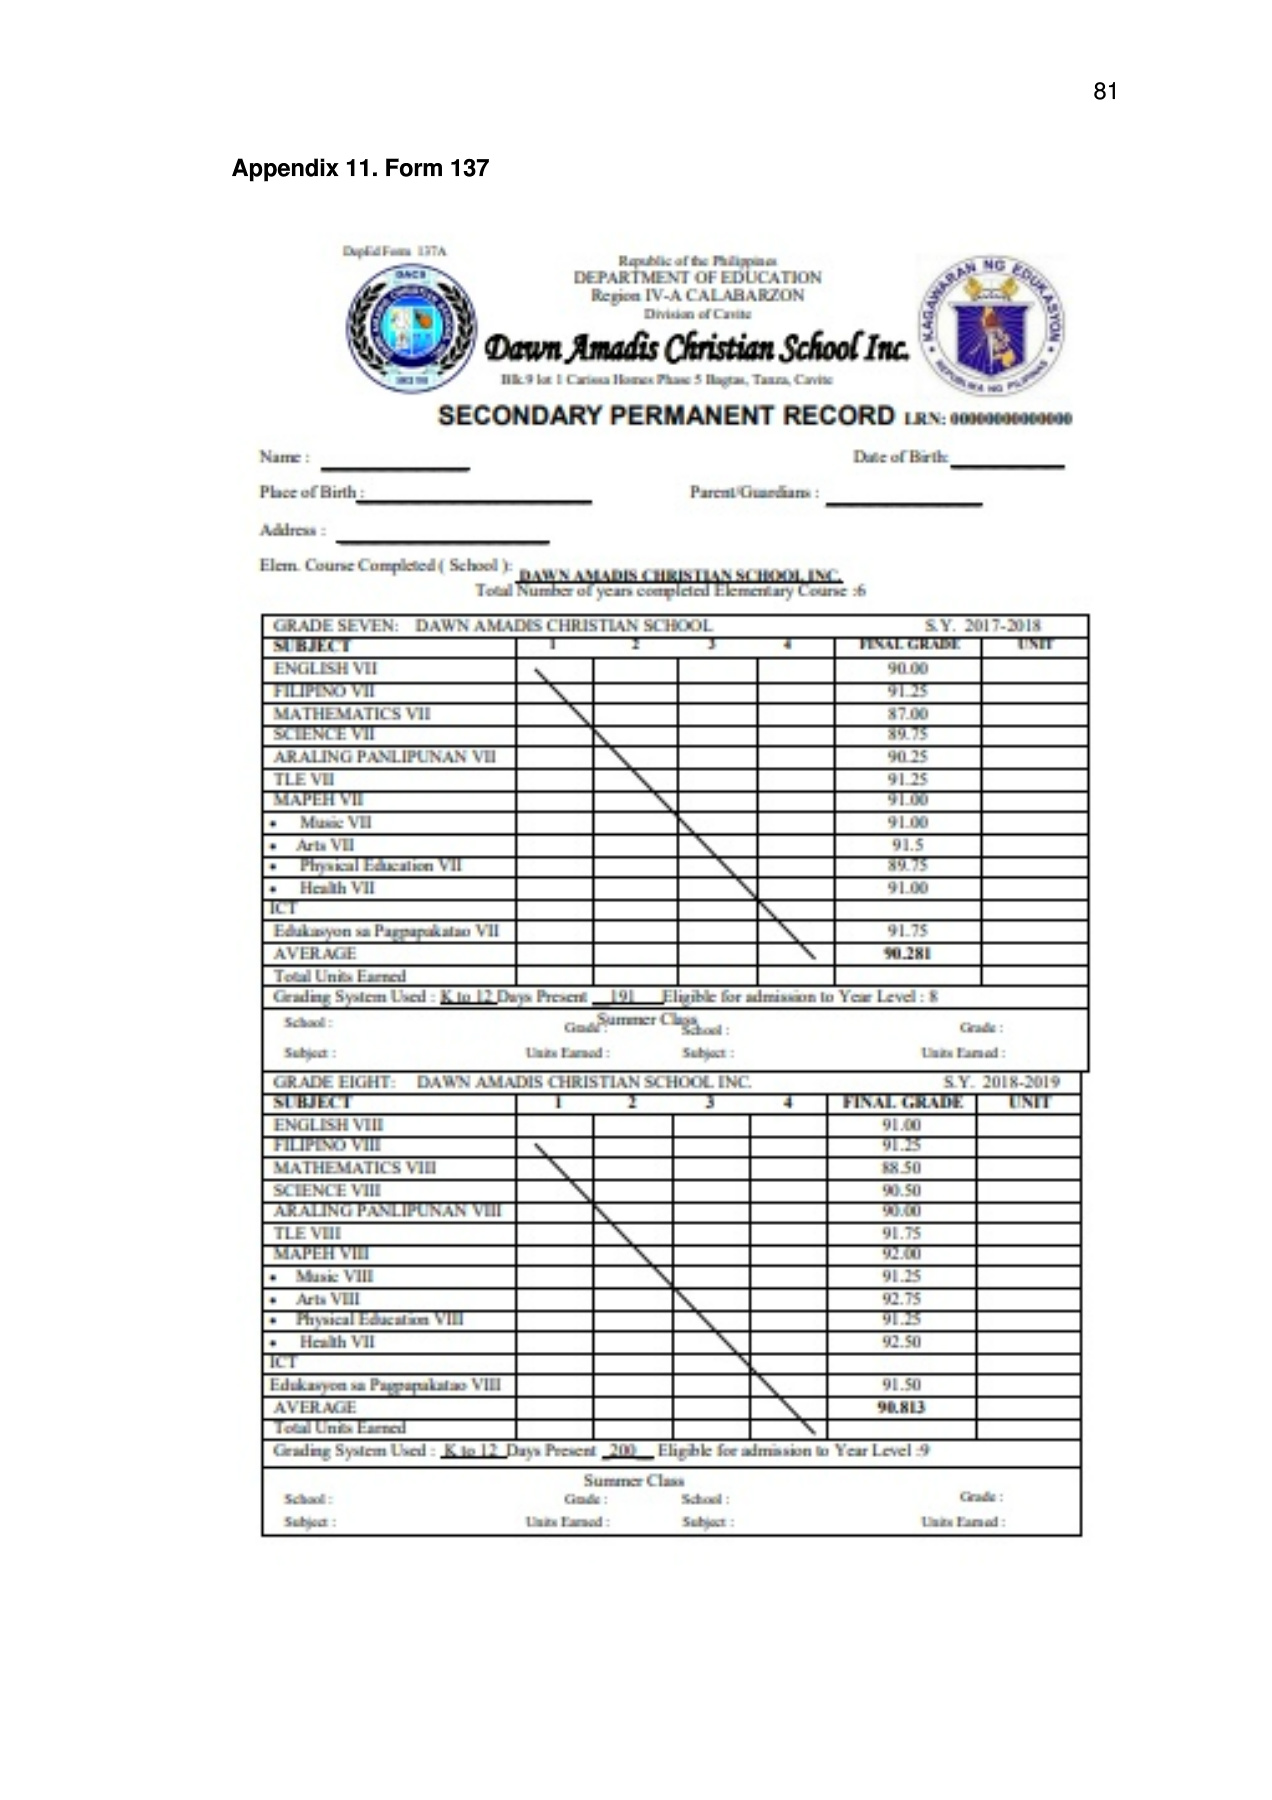 81
Appendix 11. Form 137
DepEd Form 137A
Republic of the Philippines
DEPARTMENT OF EDUCATION
Region IV-A CALABARZON
Division of Cavite
Dawn Amadis Christian School Inc.
Blk 9 lot 1 Carissa Homes Phase 5 Bagtas, Tanza, Cavite
DACS
KAGAWARAN NG EDUKASYON
REPUBLIKA NG PILIPINAS
SECONDARY PERMANENT RECORD LRN: 00000000000000
Name : Date of Birth:
Place of Birth : Parent/Guardians :
Address :
Elem. Course Completed ( School ): DAWN AMADIS CHRISTIAN SCHOOL INC.
Total Number of years completed Elementary Course :6
GRADE SEVEN: DAWN AMADIS CHRISTIAN SCHOOL S.Y. 2017-2018
SUBJECT 1 2 3 4 FINAL GRADE UNIT
ENGLISH VII 90.00
FILIPINO VII 91.25
MATHEMATICS VII 87.00
SCIENCE VII 89.75
ARALING PANLIPUNAN VII 90.25
TLE VII 91.25
MAPEH VII 91.00
• Music VII 91.00
• Arts VII 91.5
• Physical Education VII 89.75
• Health VII 91.00
ICT
Edukasyon sa Pagpapakatao VII 91.75
AVERAGE 90.281
Total Units Earned
Grading System Used : K to 12 Days Present 191 Eligible for admission to Year Level : 8
Summer Class
School : Grade : School : Grade :
Subject : Units Earned : Subject : Units Earned :
GRADE EIGHT: DAWN AMADIS CHRISTIAN SCHOOL INC. S.Y. 2018-2019
SUBJECT 1 2 3 4 FINAL GRADE UNIT
ENGLISH VIII 91.00
FILIPINO VIII 91.25
MATHEMATICS VIII 88.50
SCIENCE VIII 90.50
ARALING PANLIPUNAN VIII 90.00
TLE VIII 91.75
MAPEH VIII 92.00
• Music VIII 91.25
• Arts VIII 92.75
• Physical Education VIII 91.25
• Health VII 92.50
ICT
Edukasyon sa Pagpapakatao VIII 91.50
AVERAGE 90.813
Total Units Earned
Grading System Used : K to 12 Days Present 200 Eligible for admission to Year Level :9
Summer Class
School : Grade : School : Grade :
Subject : Units Earned : Subject : Units Earned :